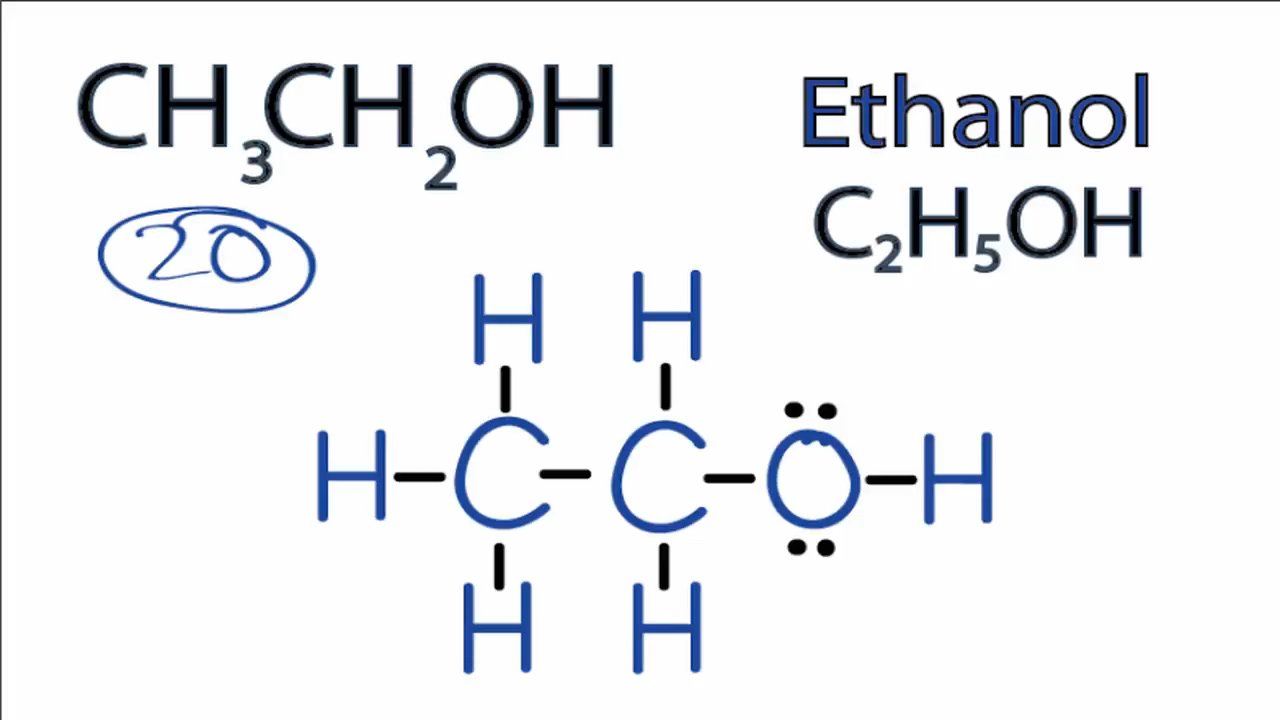 CH₃CH₂OH
Ethanol
C₂H₅OH
20
H H
H C C O H
H H